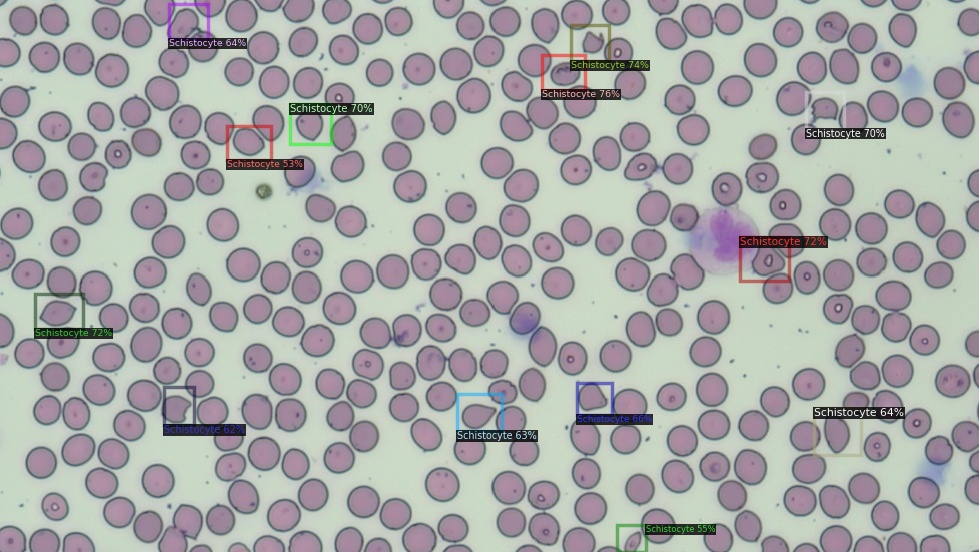 Schistocyte 64%
Schistocyte 74%
Schistocyte 76%
Schistocyte 70%
Schistocyte 70%
Schistocyte 53%
Schistocyte 72%
Schistocyte 72%
Schistocyte 66%
Schistocyte 64%
Schistocyte 62%
Schistocyte 63%
Schistocyte 55%